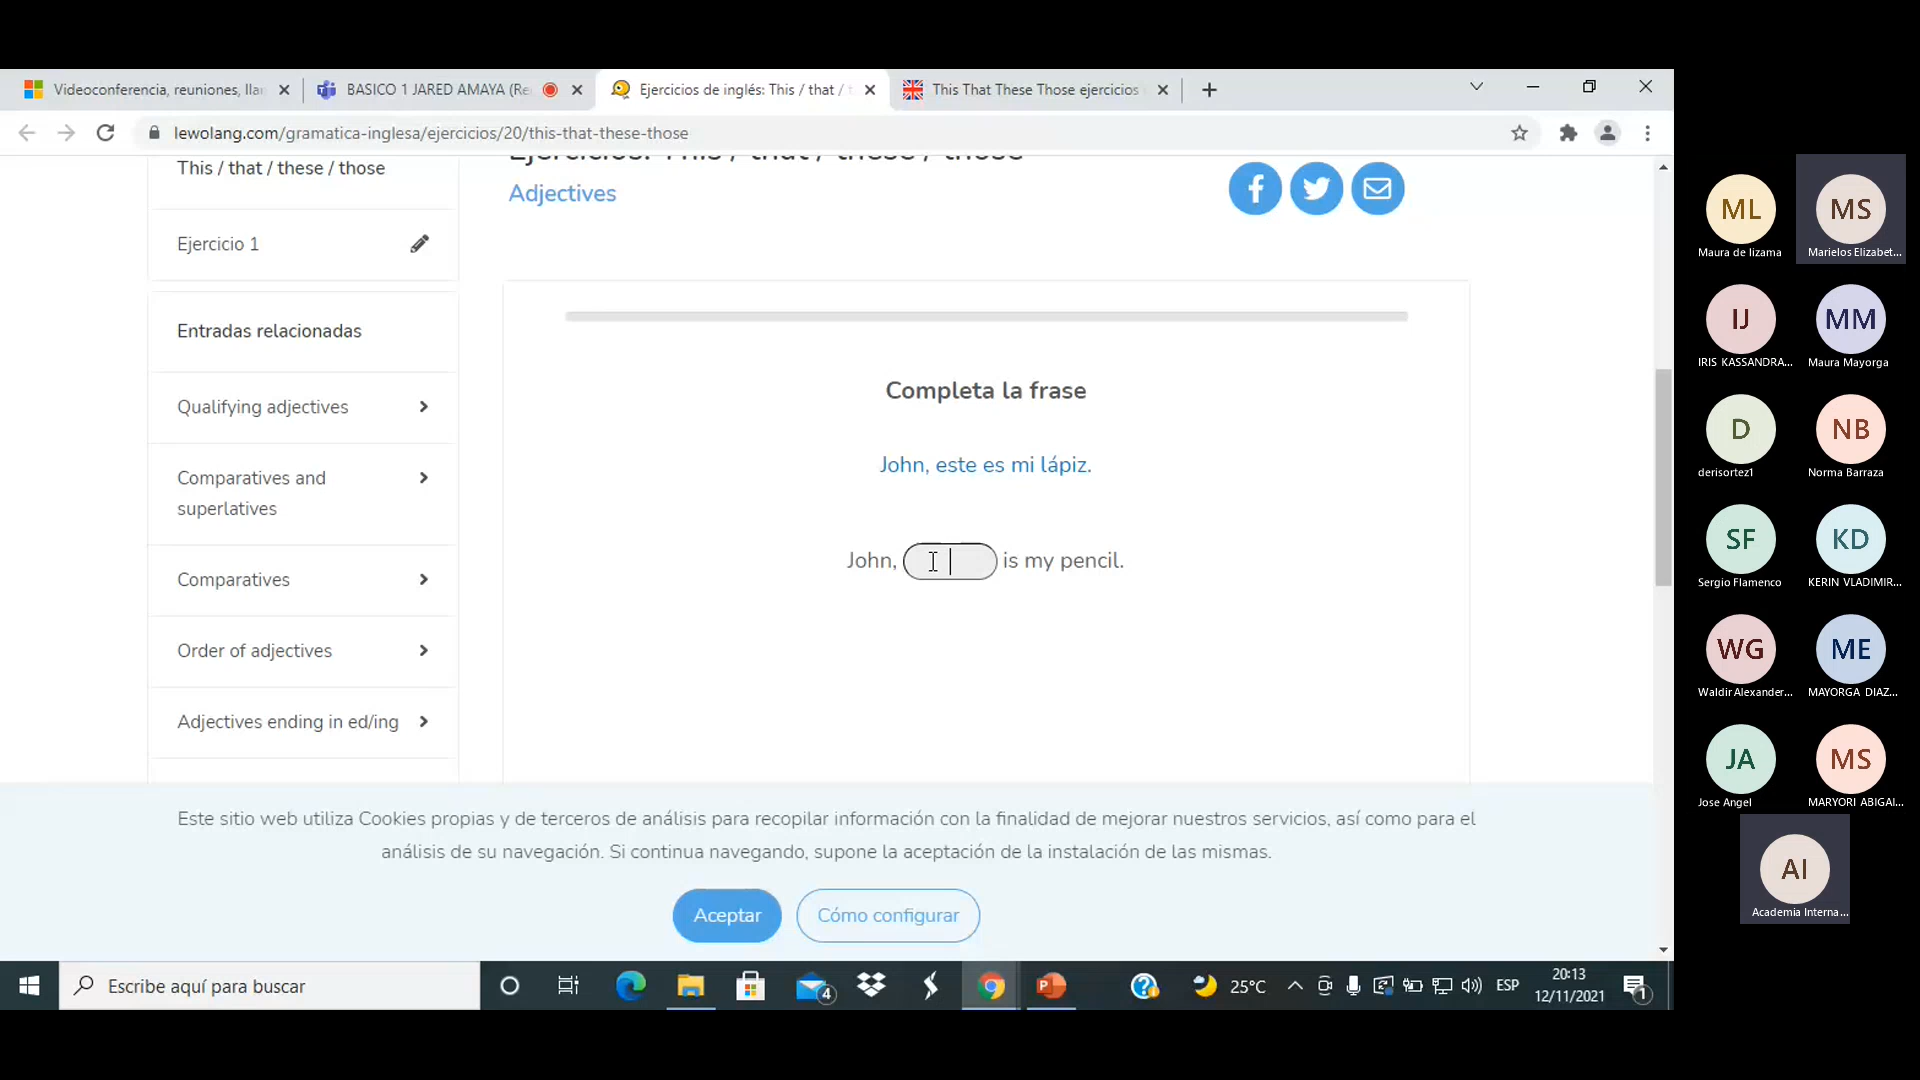 Videoconferencia, reuniones, lla
BASICO 1 JARED AMAYA (Re
Ejercicios de inglés: This / that / t
This That These Those ejercicios
lewolang.com/gramatica-inglesa/ejercicios/20/this-that-these-those
This / that / these / those
Ejercicio 1
Entradas relacionadas
Qualifying adjectives
Comparatives and
superlatives
Comparatives
Order of adjectives
Adjectives ending in ed/ing
Ejercicios: This / that / these / those
Adjectives
Completa la frase
John, este es mi lápiz.
John, is my pencil.
Este sitio web utiliza Cookies propias y de terceros de análisis para recopilar información con la finalidad de mejorar nuestros servicios, así como para el
análisis de su navegación. Si continua navegando, supone la aceptación de la instalación de las mismas.
Aceptar
Cómo configurar
ML
Maura de lizama
MS
Marielos Elizabet...
IJ
IRIS KASSANDRA...
MM
Maura Mayorga
D
derisortez1
NB
Norma Barraza
SF
Sergio Flamenco
KD
KERIN VLADIMIR...
WG
Waldir Alexander...
ME
MAYORGA DIAZ...
JA
Jose Angel
MS
MARYORI ABIGAI...
AI
Academia Interna...
Escribe aquí para buscar
4
25°C
ESP
20:13
12/11/2021
1